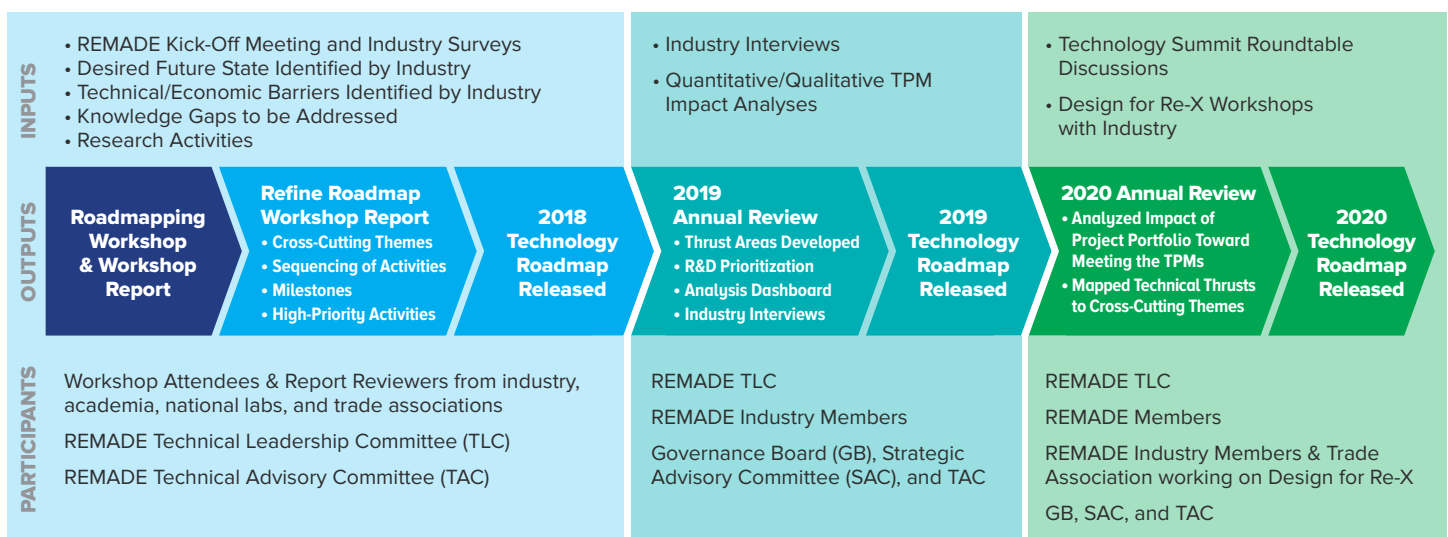 INPUTS
• REMADE Kick-Off Meeting and Industry Surveys
• Desired Future State Identified by Industry
• Technical/Economic Barriers Identified by Industry
• Knowledge Gaps to be Addressed
• Research Activities
• Industry Interviews
• Quantitative/Qualitative TPM
Impact Analyses
• Technology Summit Roundtable
Discussions
• Design for Re-X Workshops
with Industry
OUTPUTS
Roadmapping
Workshop
& Workshop
Report
Refine Roadmap
Workshop Report
• Cross-Cutting Themes
• Sequencing of Activities
• Milestones
• High-Priority Activities
2018
Technology
Roadmap
Released
2019
Annual Review
• Thrust Areas Developed
• R&D Prioritization
• Analysis Dashboard
• Industry Interviews
2019
Technology
Roadmap
Released
2020 Annual Review
• Analyzed Impact of
Project Portfolio Toward
Meeting the TPMs
• Mapped Technical Thrusts
to Cross-Cutting Themes
2020
Technology
Roadmap
Released
PARTICIPANTS
Workshop Attendees & Report Reviewers from industry,
academia, national labs, and trade associations
REMADE Technical Leadership Committee (TLC)
REMADE Technical Advisory Committee (TAC)
REMADE TLC
REMADE Industry Members
Governance Board (GB), Strategic
Advisory Committee (SAC), and TAC
REMADE TLC
REMADE Members
REMADE Industry Members & Trade
Association working on Design for Re-X
GB, SAC, and TAC